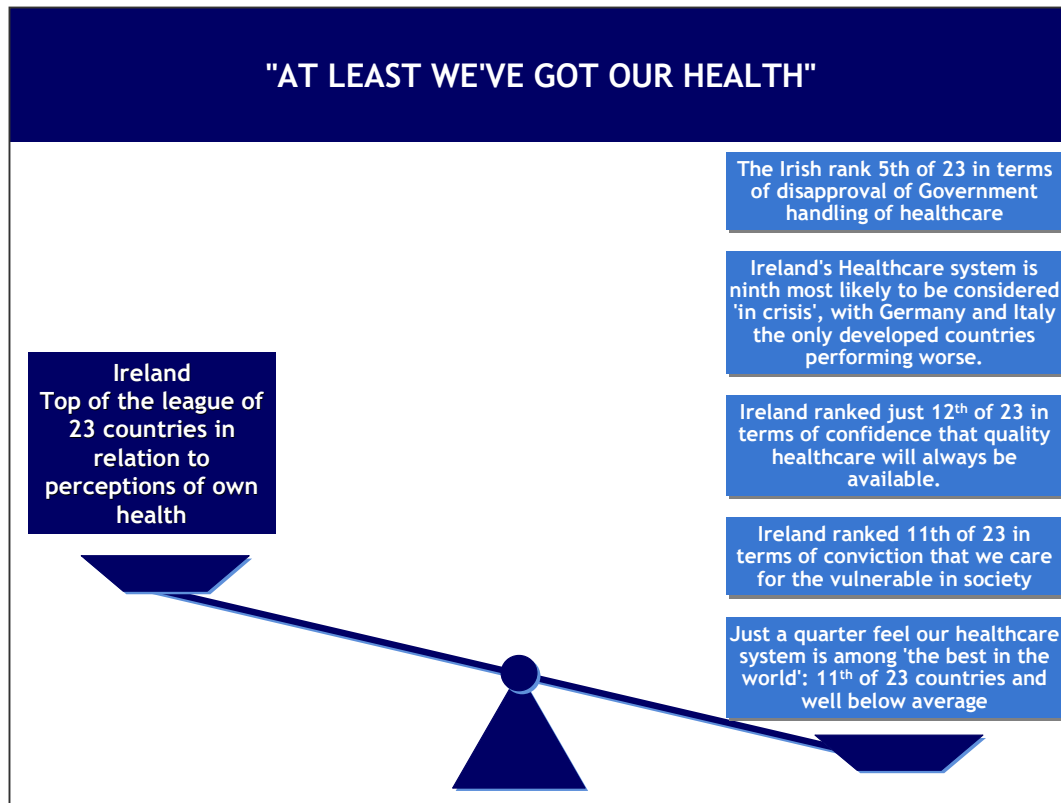 "AT LEAST WE'VE GOT OUR HEALTH"
Ireland
Top of the league of
23 countries in
relation to
perceptions of own
health
The Irish rank 5th of 23 in terms
of disapproval of Government
handling of healthcare
Ireland's Healthcare system is
ninth most likely to be considered
'in crisis', with Germany and Italy
the only developed countries
performing worse.
Ireland ranked just 12th of 23 in
terms of confidence that quality
healthcare will always be
available.
Ireland ranked 11th of 23 in
terms of conviction that we care
for the vulnerable in society
Just a quarter feel our healthcare
system is among 'the best in the
world': 11th of 23 countries and
well below average